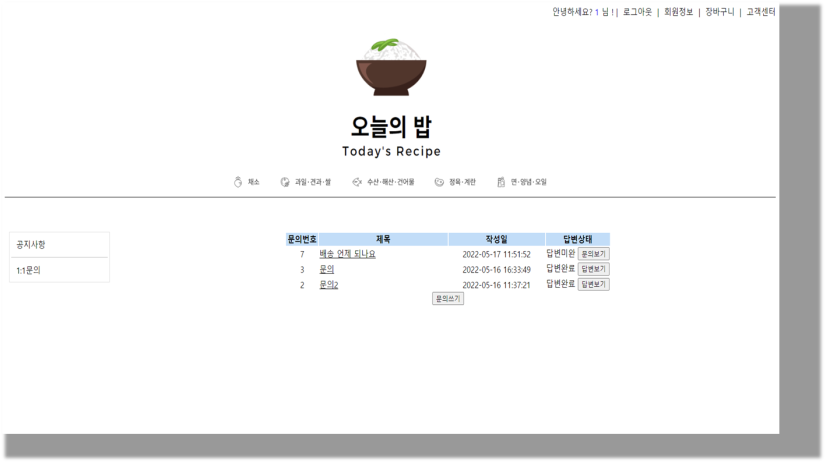 안녕하세요? 1 님 ! | 로그아웃 | 회원정보 | 장바구니 | 고객센터
오늘의 밥
Today's Recipe
채소 과일·견과·쌀 수산·해산·건어물 정육·계란 면·양념·오일
공지사항
1:1문의
문의번호 제목 작성일 답변상태
7 배송 언제 되나요 2022-05-17 11:51:52 답변미완 문의보기
3 문의 2022-05-16 16:33:49 답변완료 답변보기
2 문의2 2022-05-16 11:37:21 답변완료 답변보기
문의쓰기